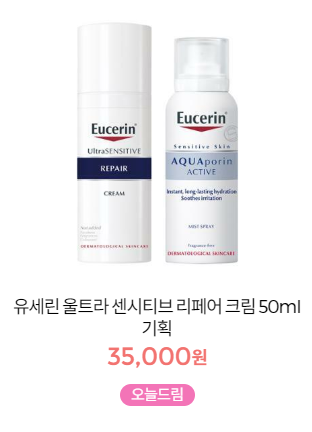 Eucerin
UltraSENSITIVE
REPAIR
CREAM
DERMATOLOGICAL SKINCARE
Eucerin
Sensitive Skin
AQUAporin
ACTIVE
Instant, long-lasting hydration
Soothes irritation
MIST SPRAY
Fragrance free
DERMATOLOGICAL SKINCARE
유세린 울트라 센시티브 리페어 크림 50ml
기획
35,000원
오늘드림